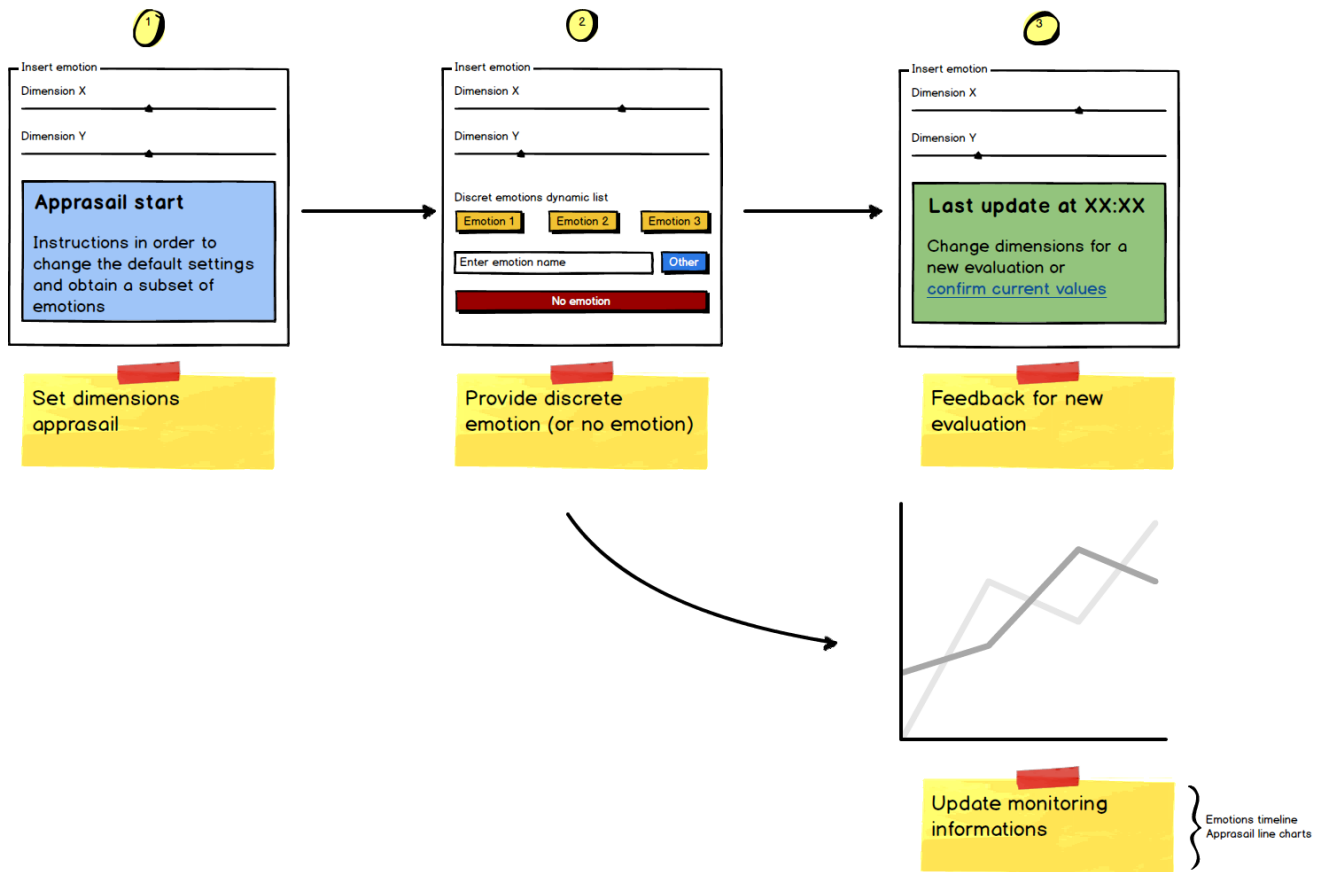 1
Insert emotion
Dimension X
Dimension Y
Apprasail start
Instructions in order to
change the default settings
and obtain a subset of
emotions
Set dimensions
apprasail
2
Insert emotion
Dimension X
Dimension Y
Discret emotions dynamic list
Emotion 1
Emotion 2
Emotion 3
Enter emotion name
Other
No emotion
Provide discrete
emotion (or no emotion)
3
Insert emotion
Dimension X
Dimension Y
Last update at XX:XX
Change dimensions for a
new evaluation or
confirm current values
Feedback for new
evaluation
Update monitoring
informations
Emotions timeline
Apprasail line charts